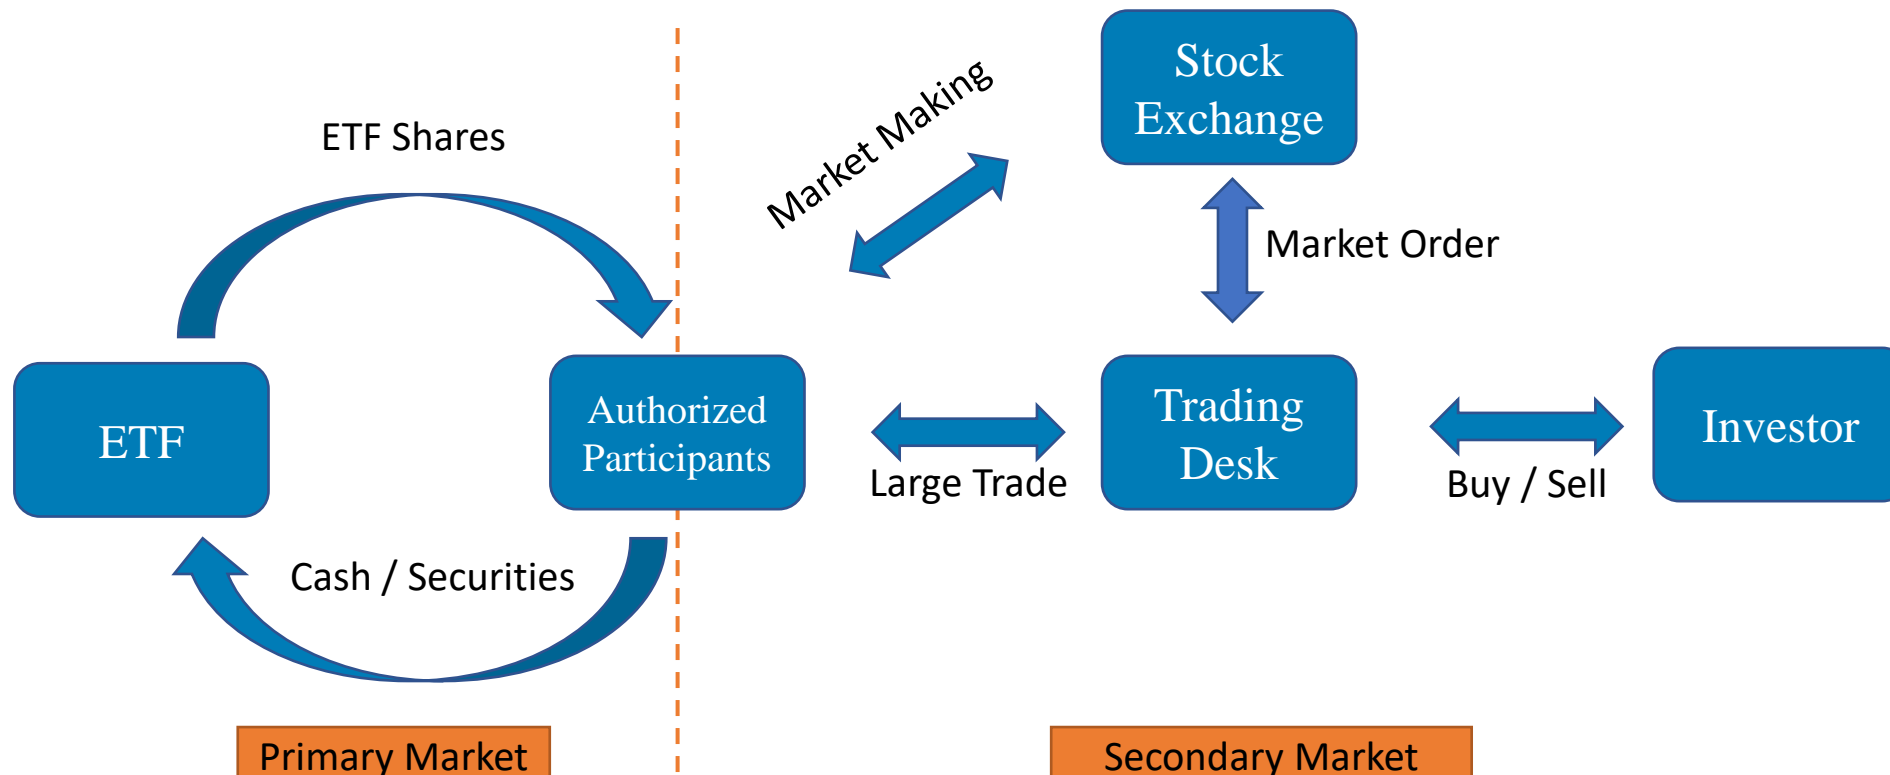 Stock
Exchange
Market Making
ETF Shares
Market Order
ETF
Authorized
Participants
Large Trade
Trading
Desk
Buy / Sell
Investor
Cash / Securities
Primary Market
Secondary Market